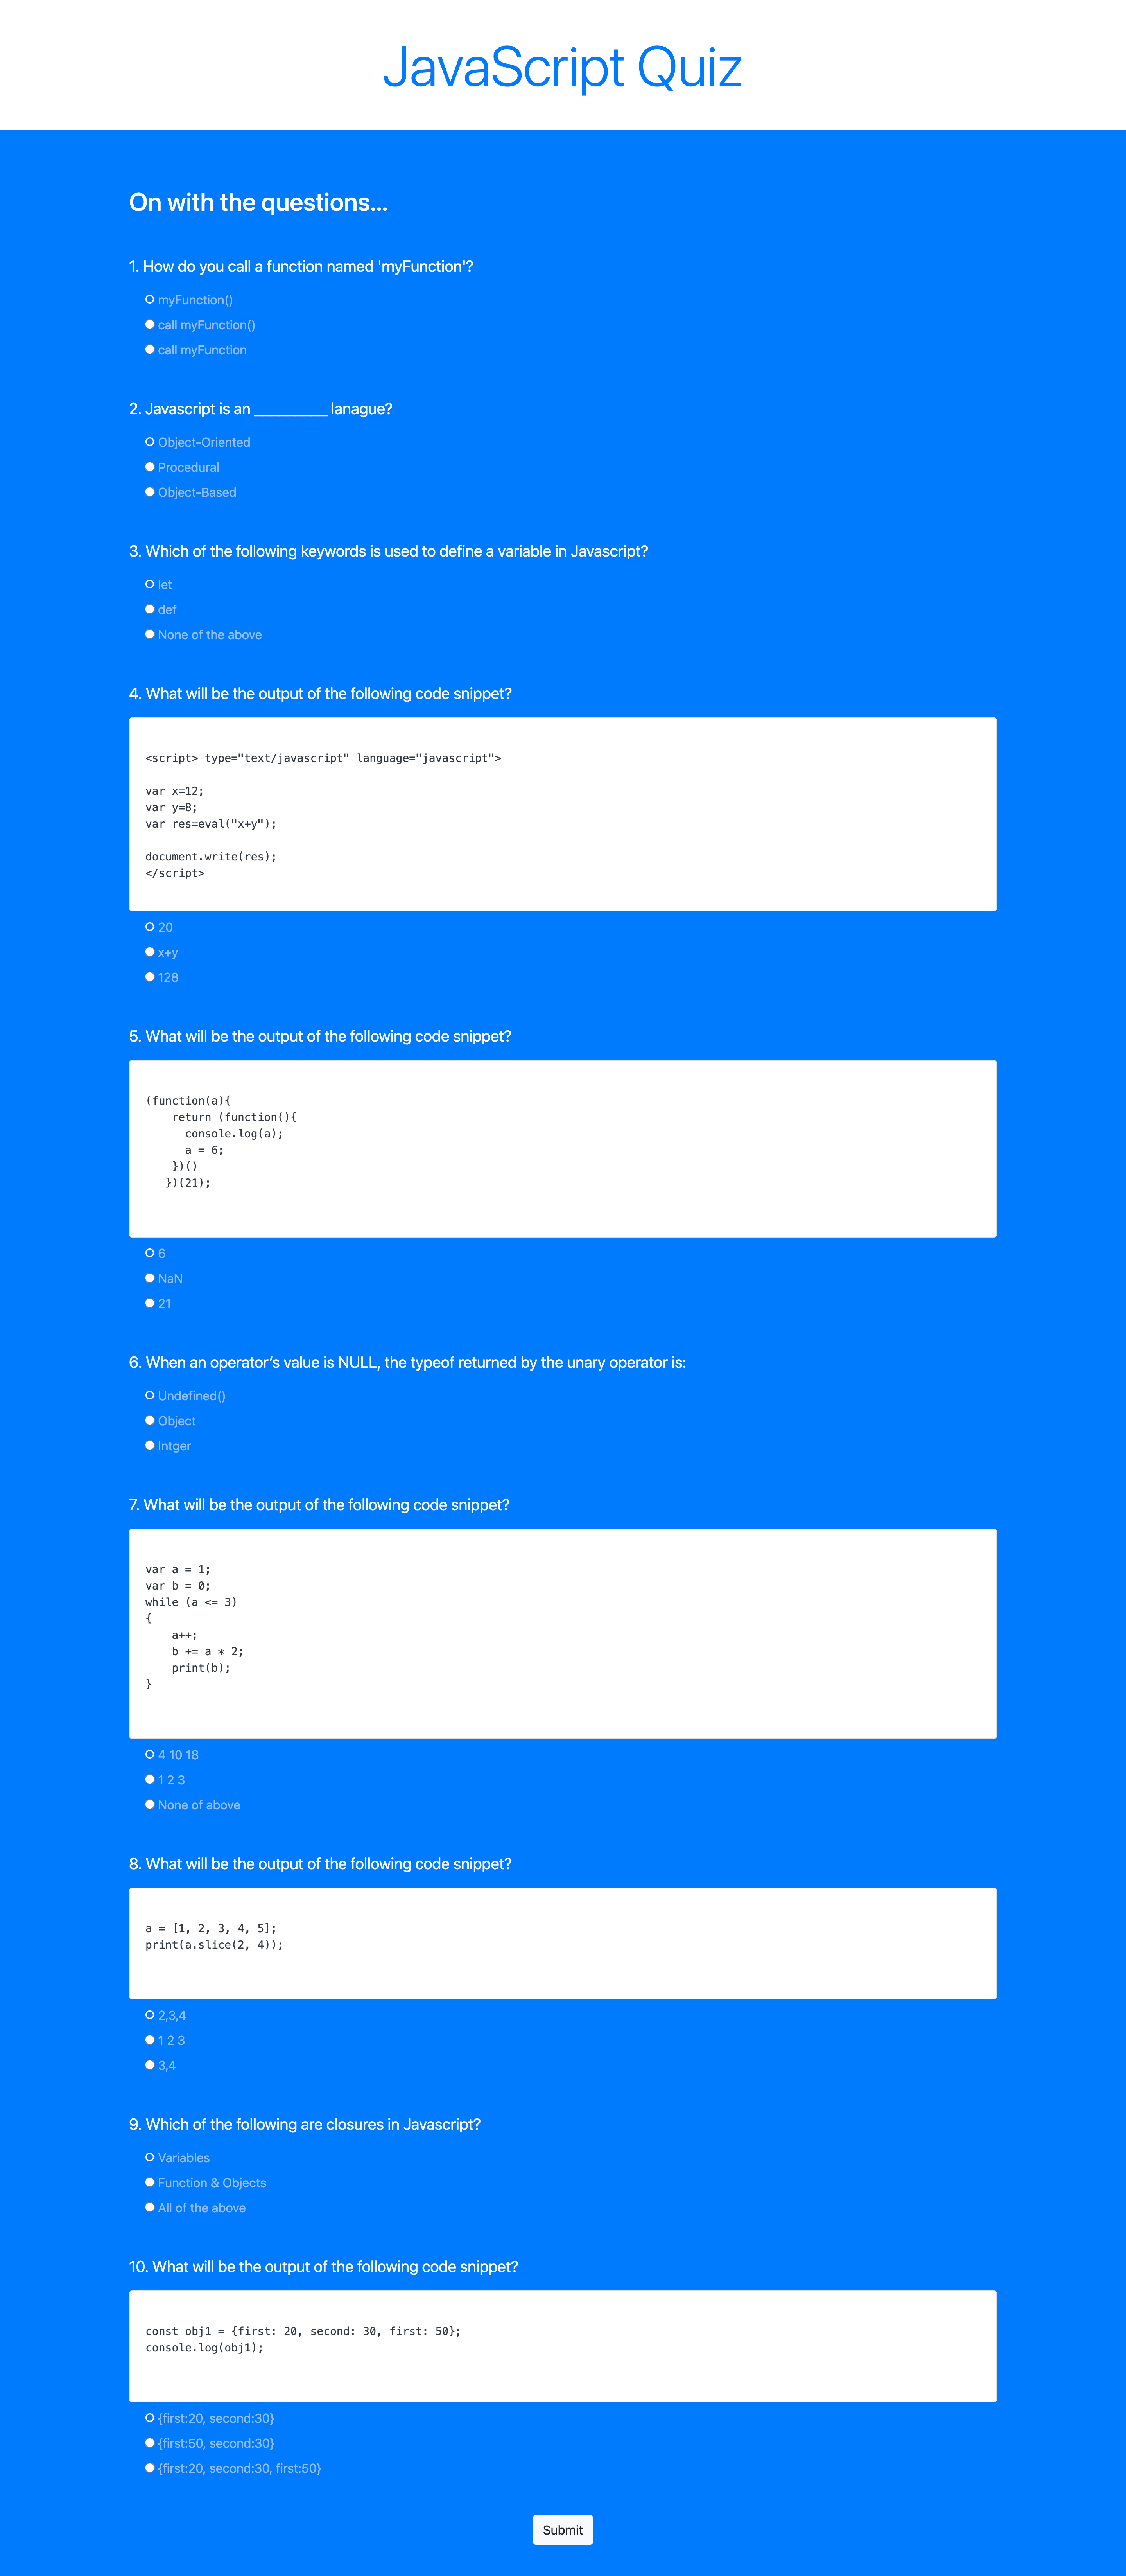 JavaScript Quiz
On with the questions...
1. How do you call a function named 'myFunction'?
myFunction()
call myFunction()
call myFunction
2. Javascript is an __________ lanague?
Object-Oriented
Procedural
Object-Based
3. Which of the following keywords is used to define a variable in Javascript?
let
def
None of the above
4. What will be the output of the following code snippet?
<script> type="text/javascript" language="javascript">
var x=12;
var y=8;
var res=eval("x+y");
document.write(res);
</script>
20
x+y
128
5. What will be the output of the following code snippet?
(function(a){
    return (function(){
      console.log(a);
      a = 6;
    })()
   })(21);
6
NaN
21
6. When an operator’s value is NULL, the typeof returned by the unary operator is:
Undefined()
Object
Intger
7. What will be the output of the following code snippet?
var a = 1;
var b = 0;
while (a <= 3)
{
    a++;
    b += a * 2;
    print(b);
}
4 10 18
1 2 3
None of above
8. What will be the output of the following code snippet?
a = [1, 2, 3, 4, 5];
print(a.slice(2, 4));
2,3,4
1 2 3
3,4
9. Which of the following are closures in Javascript?
Variables
Function & Objects
All of the above
10. What will be the output of the following code snippet?
const obj1 = {first: 20, second: 30, first: 50};
console.log(obj1);
{first:20, second:30}
{first:50, second:30}
{first:20, second:30, first:50}
Submit